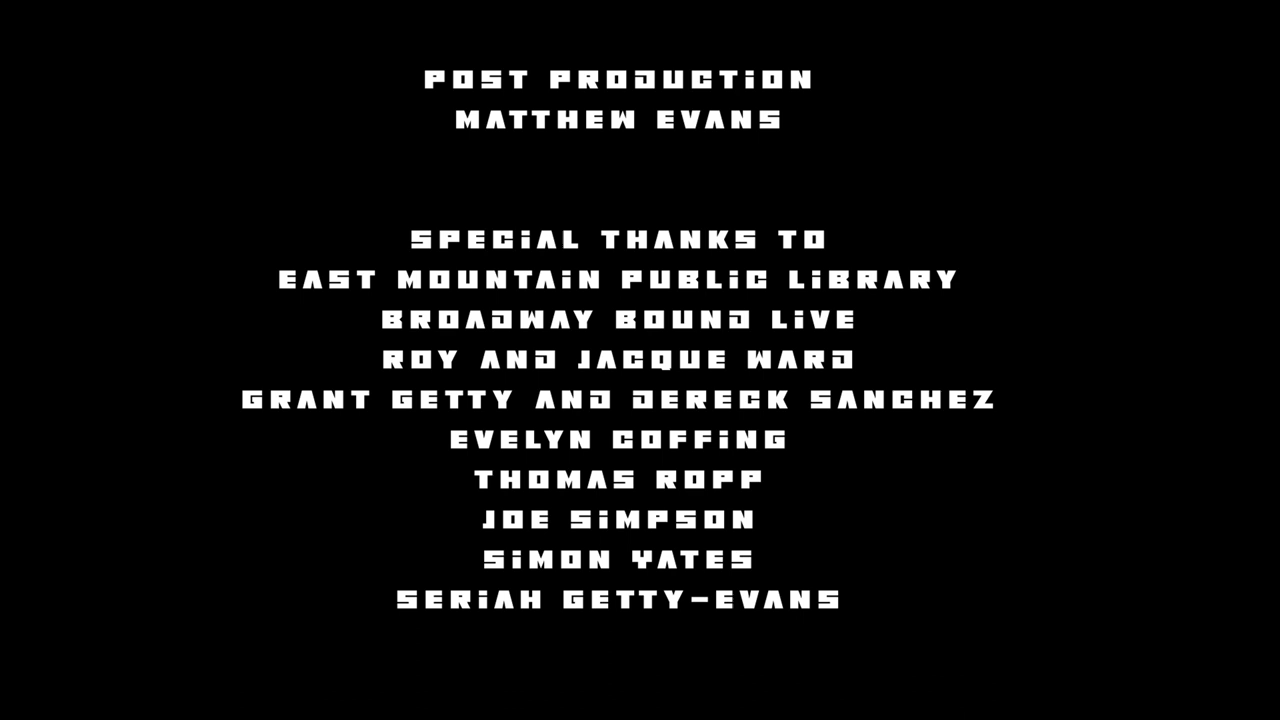 POST PRODUCTION
MATTHEW EVANS
SPECiAL THANKS TO
EAST MOUNTAiN PUBLiC LiBRARY
BROADWAY BOUND LiVE
ROY AND JACQUE WARD
GRANT GETTY AND DERECK SANCHEZ
EVELYN COFFiNG
THOMAS ROPP
JOE SiMPSON
SiMON YATES
SERiAH GETTY-EVANS